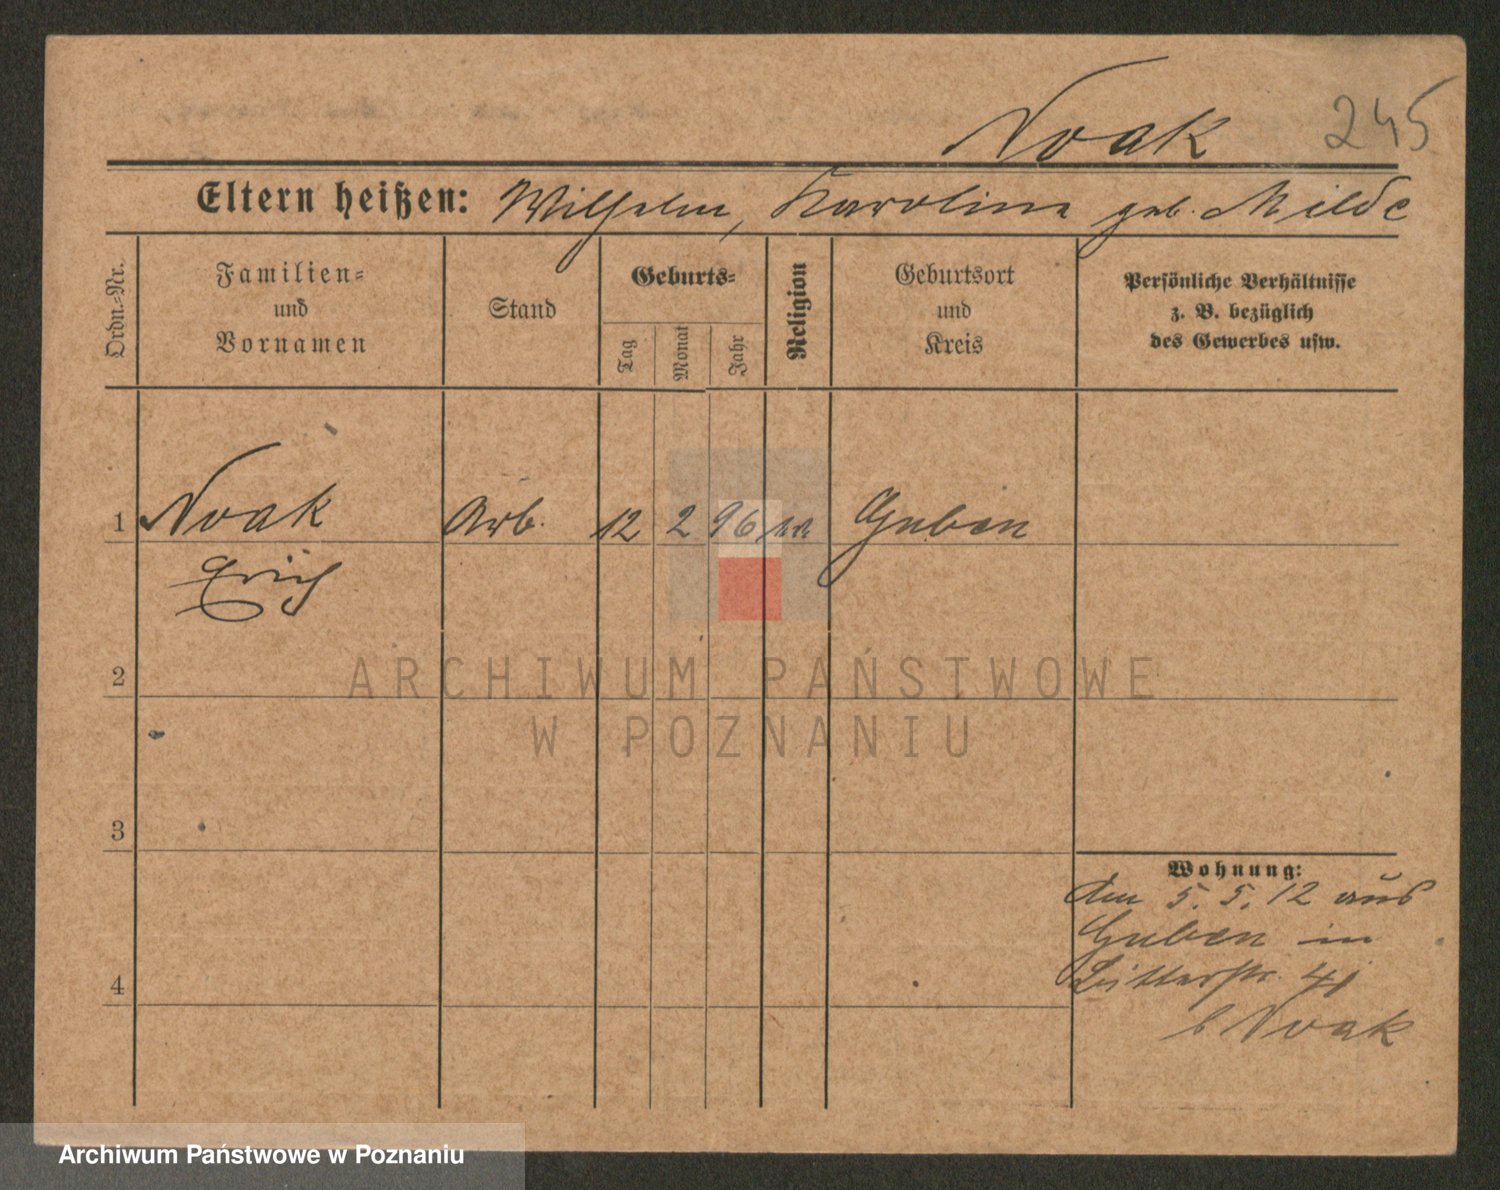 Noak 245
Eltern heißen: Wilhelm, Karoline geb. Milde
Ordn.=Nr.
Familien=
und
Vornamen
Stand
Geburts=
Tag
Monat
Jahr
Religion
Geburtsort
und
Kreis
Persönliche Verhältnisse
z. B. bezüglich
des Gewerbes usw.
1 Noak Arb. 12 2 96 Guben
Erich
2
3
4
Wohnung:
Am 5. 5. 12 aus
Guben in
41
b Noak
ARCHIWUM PAŃSTWOWE
W POZNANIU
Archiwum Państwowe w Poznaniu